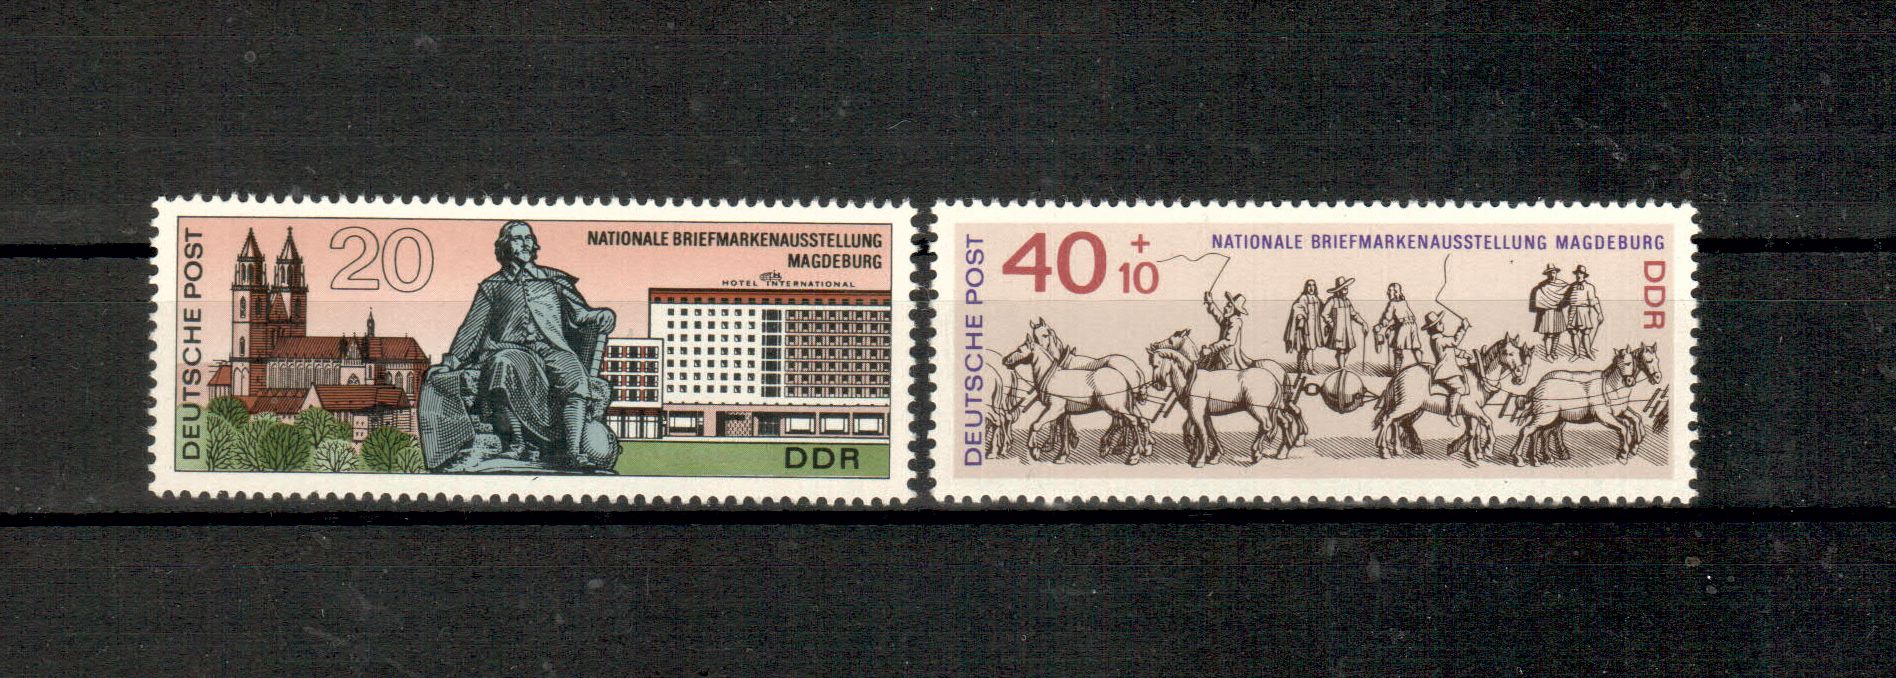 DEUTSCHE POST
20
NATIONALE BRIEFMARKENAUSSTELLUNG
MAGDEBURG
HOTEL INTERNATIONAL
DDR
DEUTSCHE POST
40 + 10
NATIONALE BRIEFMARKENAUSSTELLUNG MAGDEBURG
DDR